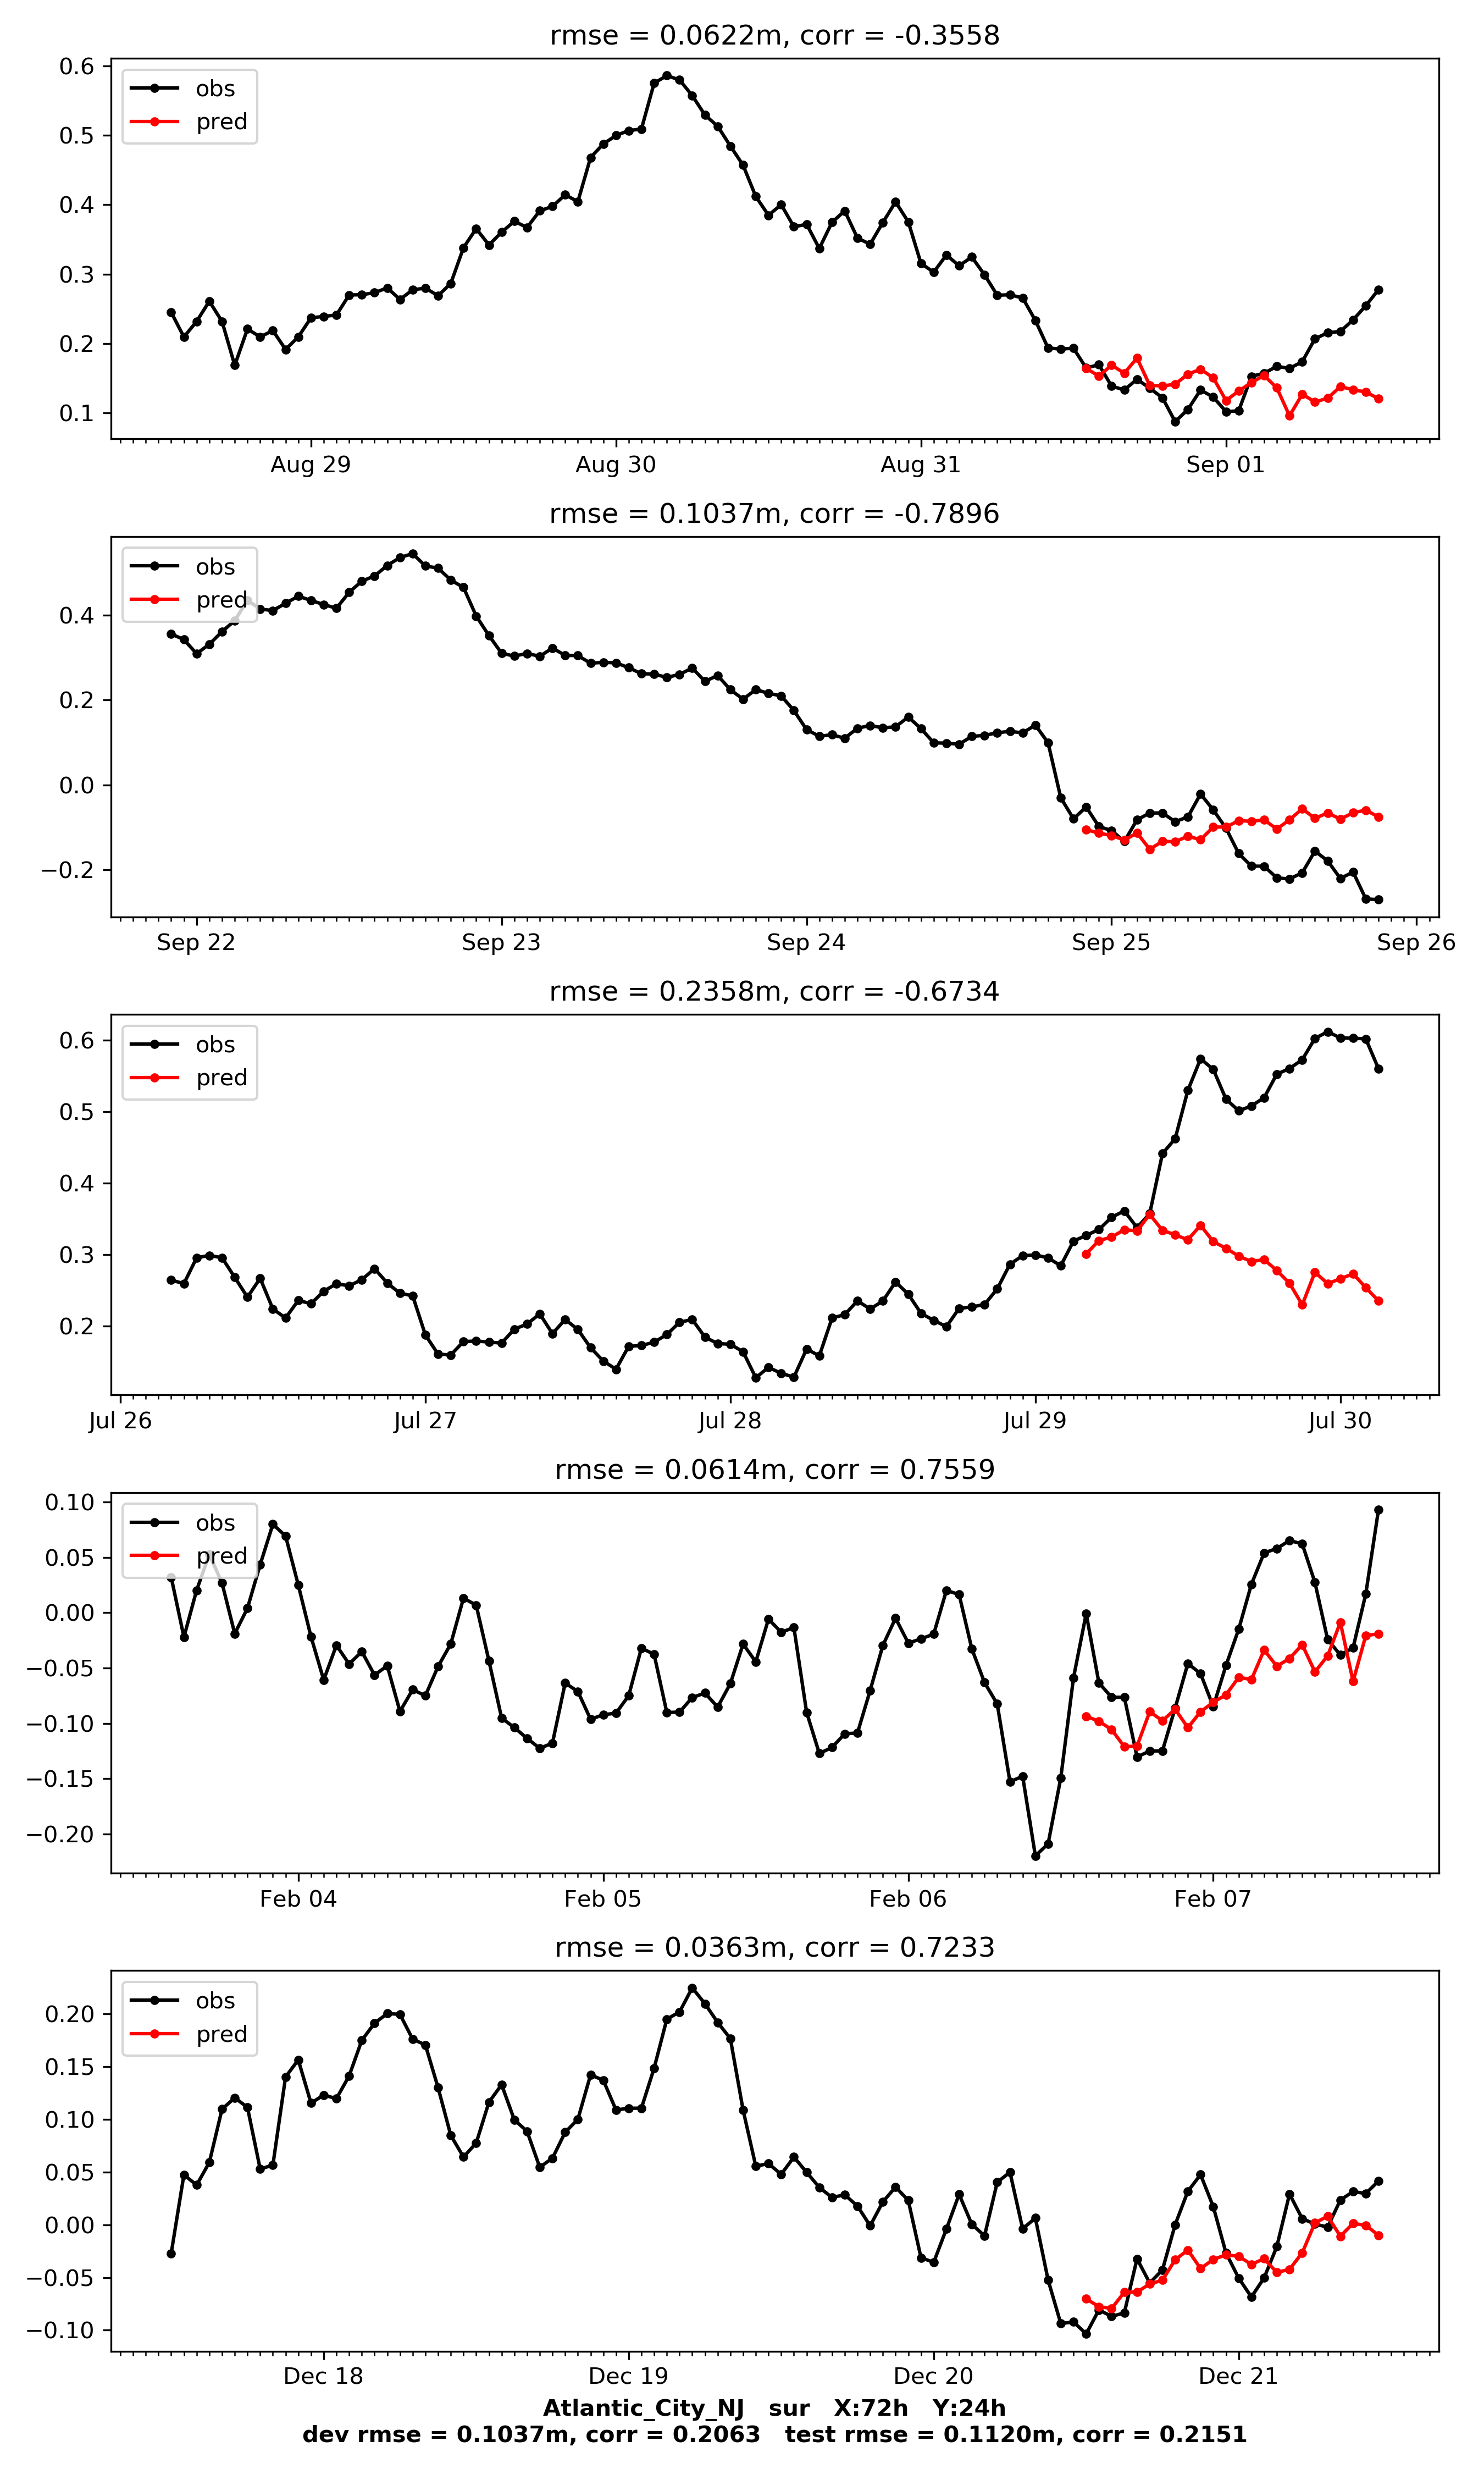 rmse = 0.0622m, corr = -0.3558
0.6
0.5
0.4
0.3
0.2
0.1
obs
pred
Aug 29 Aug 30 Aug 31 Sep 01
rmse = 0.1037m, corr = -0.7896
0.4
0.2
0.0
−0.2
obs
pred
Sep 22 Sep 23 Sep 24 Sep 25 Sep 26
rmse = 0.2358m, corr = -0.6734
0.6
0.5
0.4
0.3
0.2
obs
pred
Jul 26 Jul 27 Jul 28 Jul 29 Jul 30
rmse = 0.0614m, corr = 0.7559
0.10
0.05
0.00
−0.05
−0.10
−0.15
−0.20
obs
pred
Feb 04 Feb 05 Feb 06 Feb 07
rmse = 0.0363m, corr = 0.7233
0.20
0.15
0.10
0.05
0.00
−0.05
−0.10
obs
pred
Dec 18 Dec 19 Dec 20 Dec 21
Atlantic_City_NJ sur X:72h Y:24h
dev rmse = 0.1037m, corr = 0.2063 test rmse = 0.1120m, corr = 0.2151